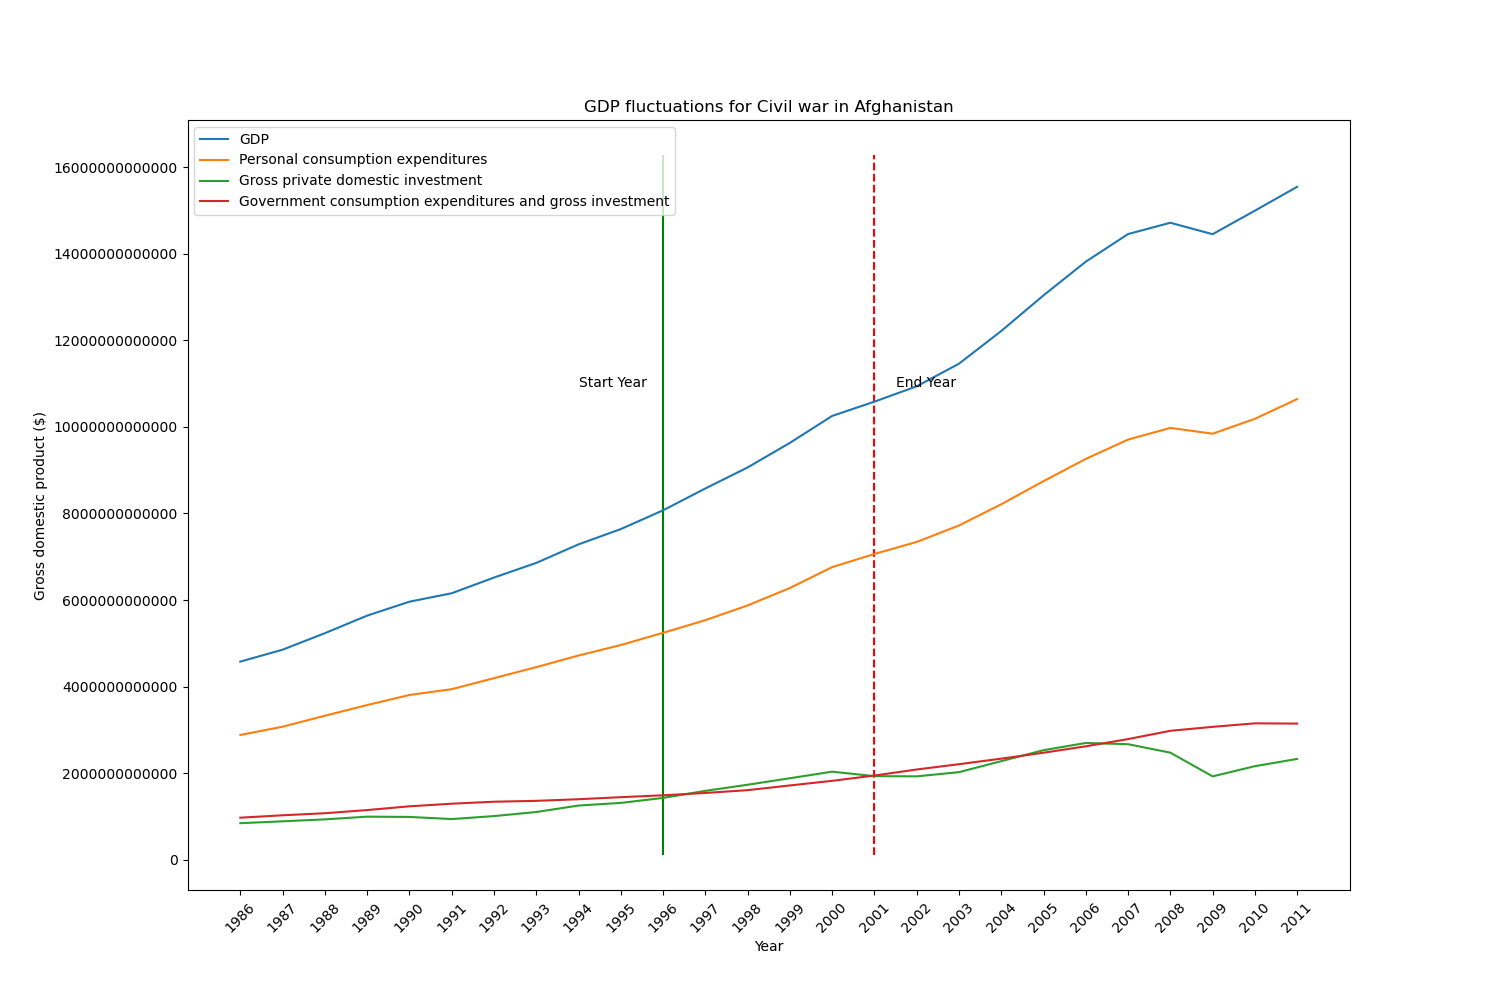 GDP fluctuations for Civil war in Afghanistan
GDP
Personal consumption expenditures
Gross private domestic investment
Government consumption expenditures and gross investment
16000000000000
14000000000000
12000000000000
10000000000000
8000000000000
6000000000000
4000000000000
2000000000000
0
Gross domestic product ($)
Start Year
End Year
1986 1987 1988 1989 1990 1991 1992 1993 1994 1995 1996 1997 1998 1999 2000 2001 2002 2003 2004 2005 2006 2007 2008 2009 2010 2011
Year